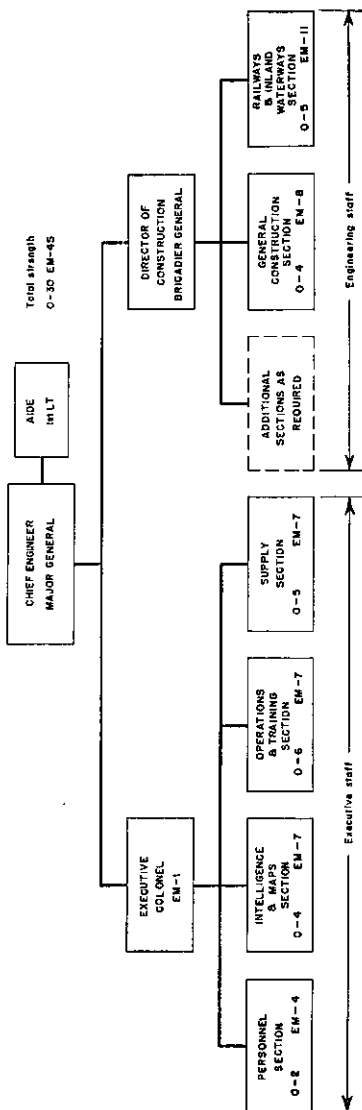 CHIEF ENGINEER
MAJOR GENERAL
AIDE
1st LT
Total strength
O-30 EM-45
EXECUTIVE
COLONEL
EM-1
DIRECTOR OF
CONSTRUCTION
BRIGADIER GENERAL
PERSONNEL
SECTION
O-2 EM-4
INTELLIGENCE
& MAPS
SECTION
O-4 EM-7
OPERATIONS
& TRAINING
SECTION
O-6 EM-7
SUPPLY
SECTION
O-5 EM-7
ADDITIONAL
SECTIONS AS
REQUIRED
GENERAL
CONSTRUCTION
SECTION
O-4 EM-8
RAILWAYS
& INLAND
WATERWAYS
SECTION
O-5 EM-11
Executive staff
Engineering staff